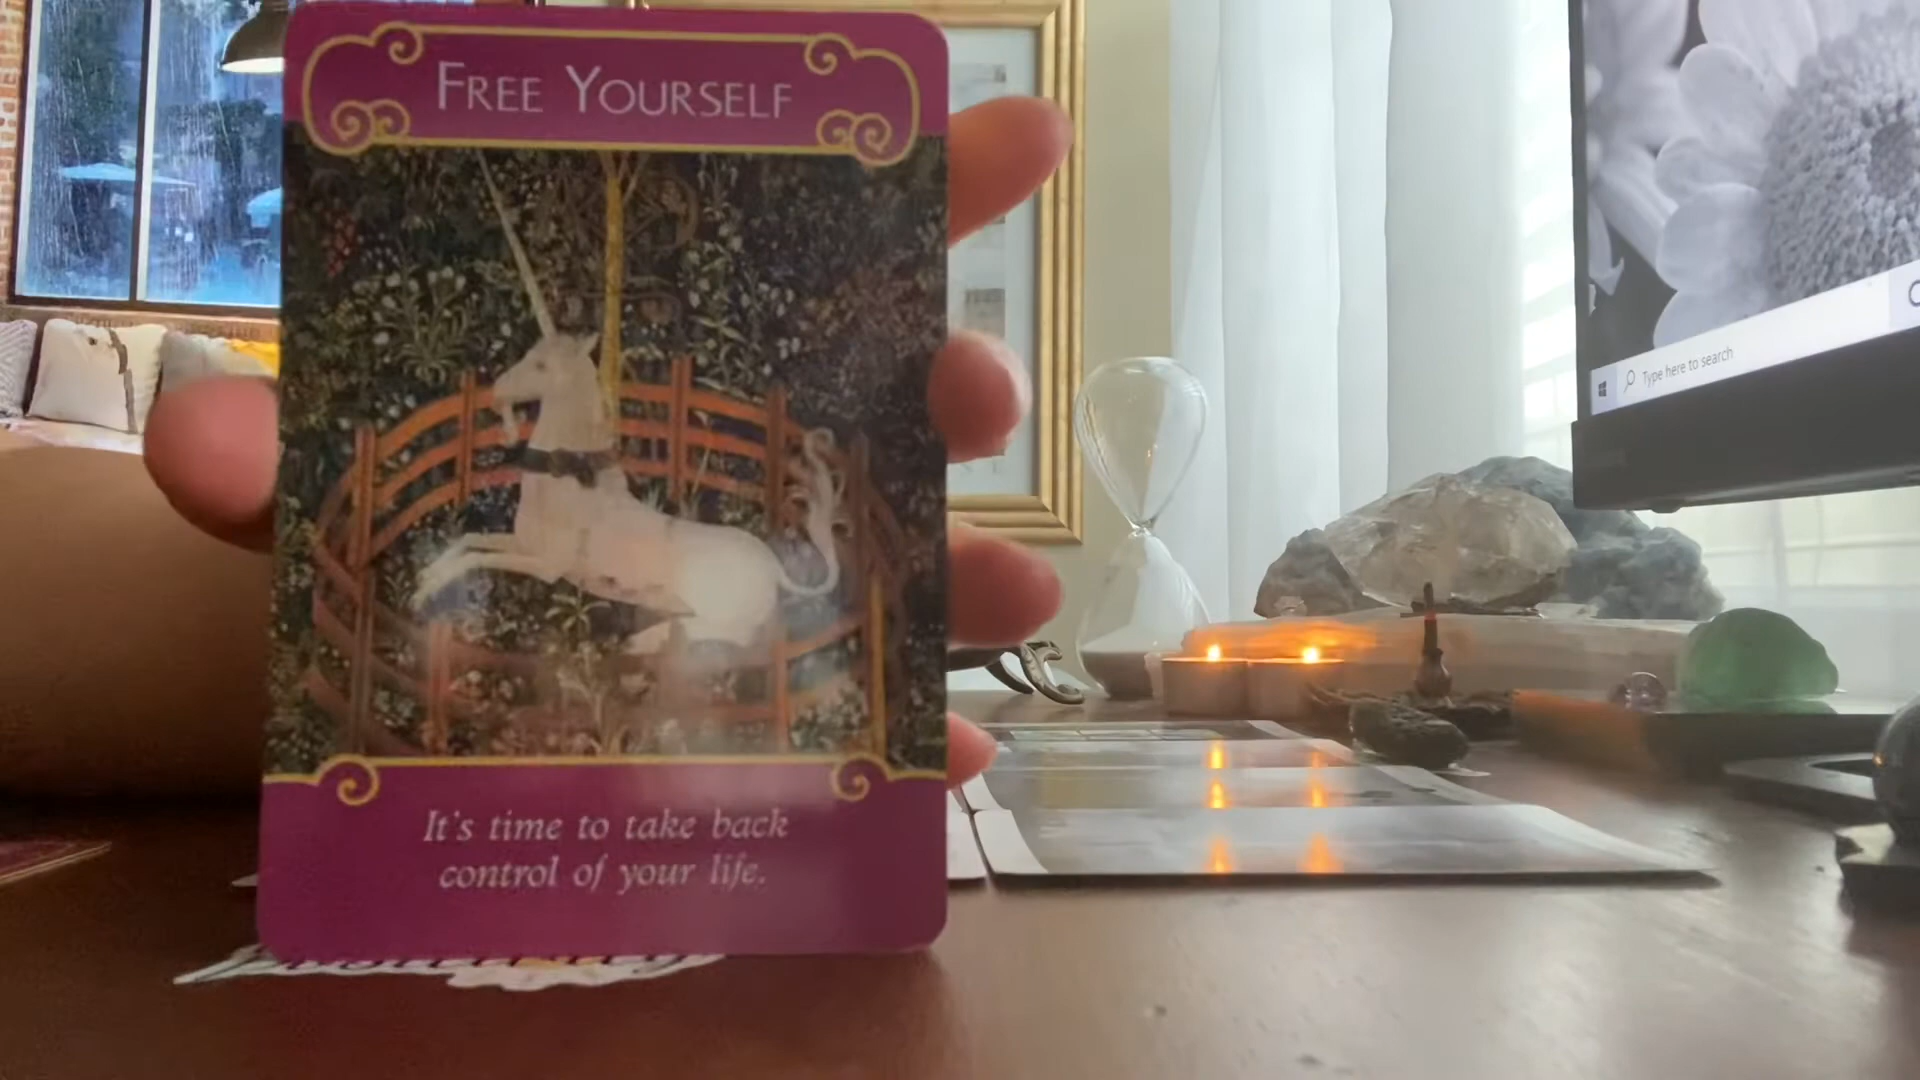 FREE YOURSELF
It's time to take back
control of your life.
Type here to search